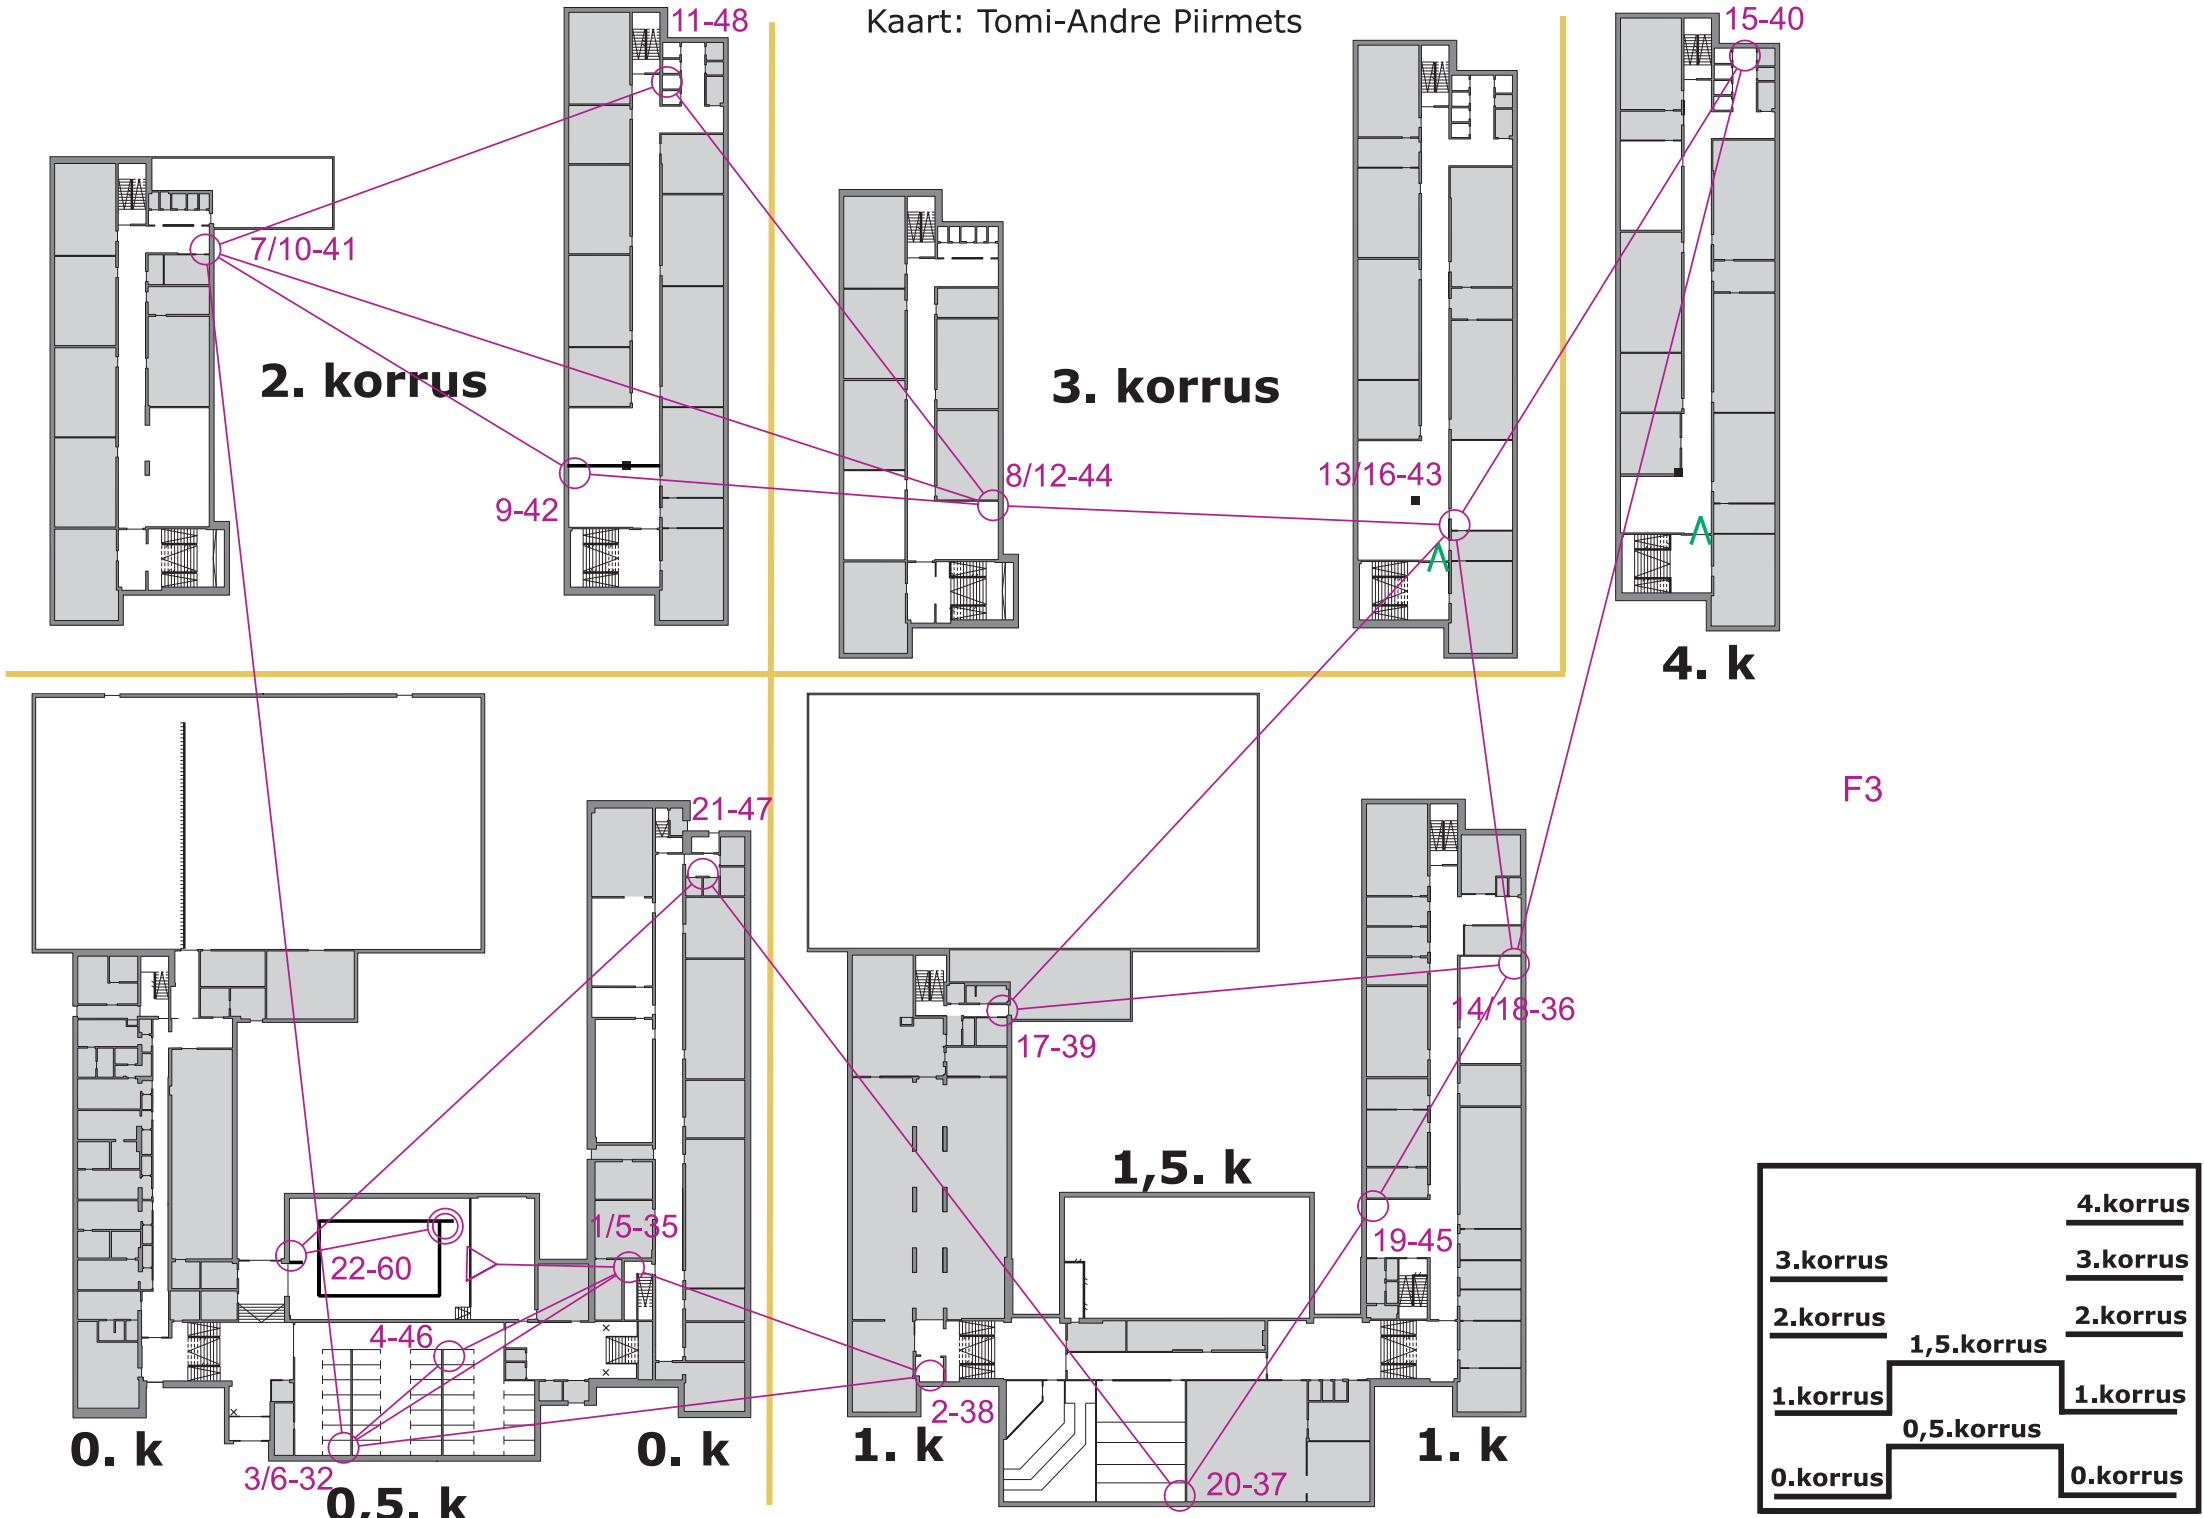 Kaart: Tomi-Andre Piirmets
11-48
15-40
7/10-41
2. korrus
3. korrus
8/12-44
13/16-43
9-42
4. k
F3
21-47
14/18-36
17-39
1,5. k
1/5-35
19-45
22-60
4-46
2-38
3/6-32
20-37
0. k
0. k
1. k
1. k
0,5. k
4.korrus
3.korrus
3.korrus
2.korrus
2.korrus
1,5.korrus
1.korrus
1.korrus
0,5.korrus
0.korrus
0.korrus